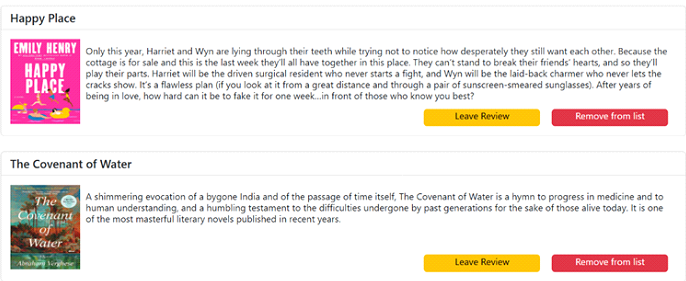 Happy Place
EMILY HENRY
HAPPY
PLACE
Only this year, Harriet and Wyn are lying through their teeth while trying not to notice how desperately they still want each other. Because the
cottage is for sale and this is the last week they'll all have together in this place. They can't stand to break their friends' hearts, and so they'll
play their parts. Harriet will be the driven surgical resident who never starts a fight, and Wyn will be the laid-back charmer who never lets the
cracks show. It's a flawless plan (if you look at it from a great distance and through a pair of sunscreen-smeared sunglasses). After years of
being in love, how hard can it be to fake it for one week...in front of those who know you best?
Leave Review
Remove from list
The Covenant of Water
The
Covenant
of
Water
Abraham Verghese
A shimmering evocation of a bygone India and of the passage of time itself, The Covenant of Water is a hymn to progress in medicine and to
human understanding, and a humbling testament to the difficulties undergone by past generations for the sake of those alive today. It is one
of the most masterful literary novels published in recent years.
Leave Review
Remove from list